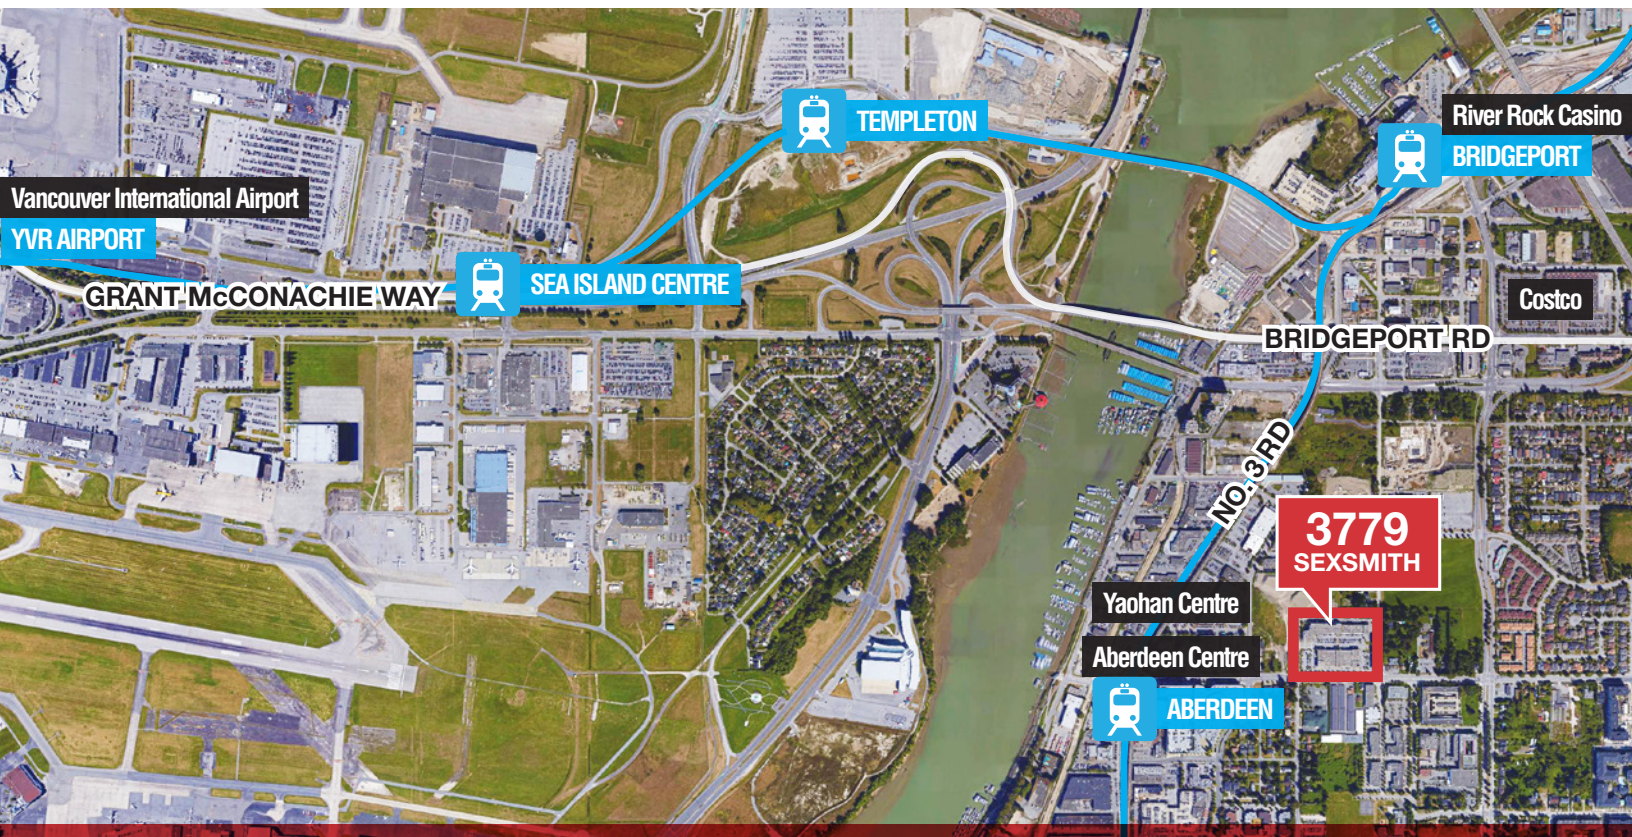 TEMPLETON
River Rock Casino
BRIDGEPORT
Vancouver International Airport
YVR AIRPORT
SEA ISLAND CENTRE
GRANT McCONACHIE WAY
Costco
BRIDGEPORT RD
NO. 3 RD
3779
SEXSMITH
Yaohan Centre
Aberdeen Centre
ABERDEEN